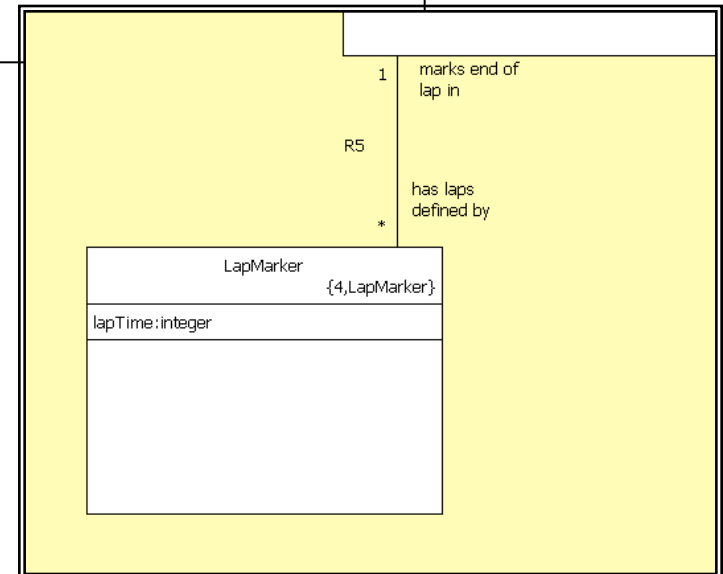 1
marks end of
lap in
R5
has laps
defined by
*
LapMarker
{4,LapMarker}
lapTime:integer